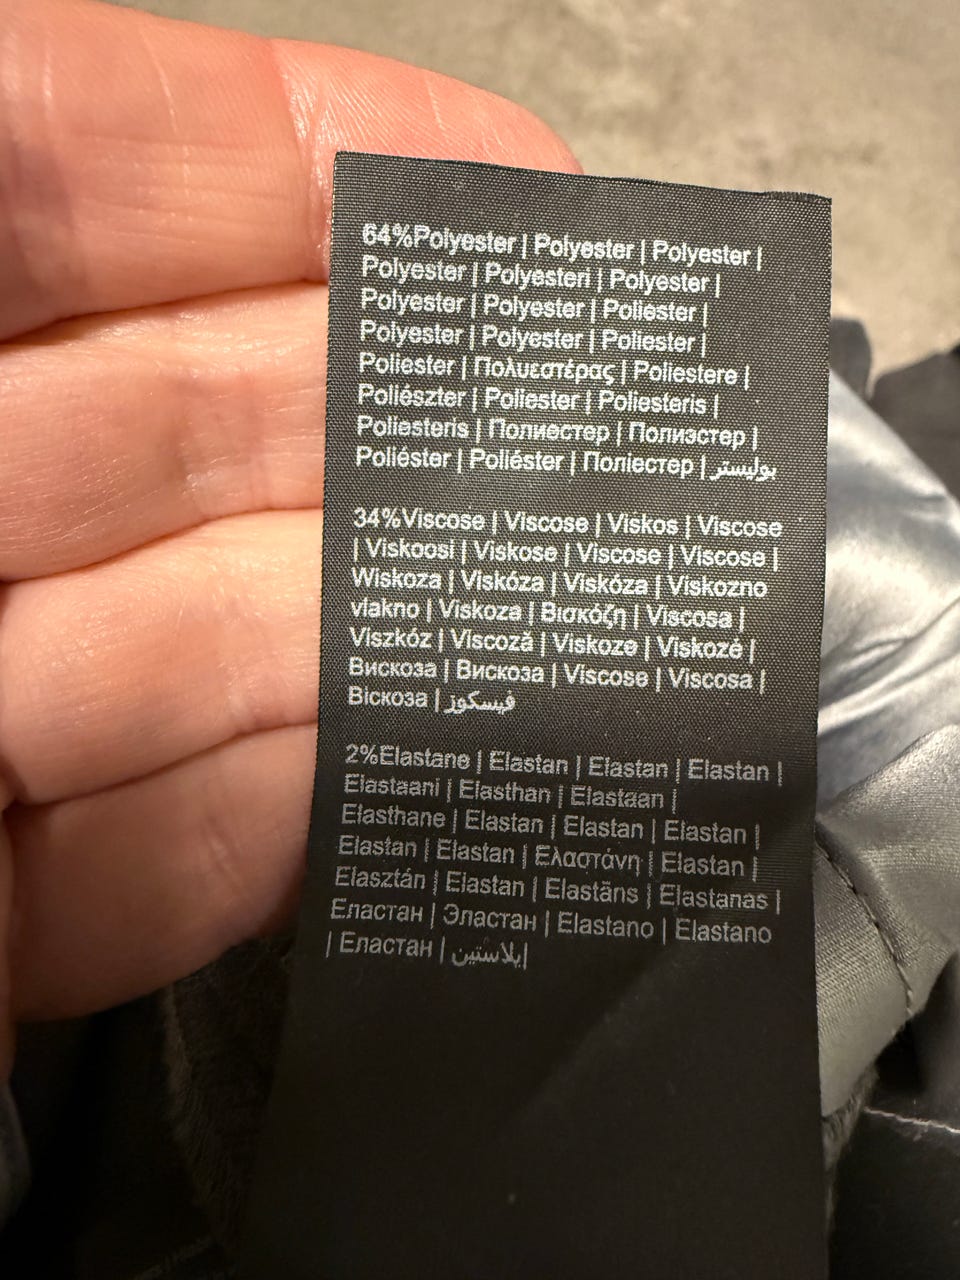 64%Polyester | Polyester | Polyester |
Polyester | Polyesteri | Polyester |
Polyester | Polyester | Poliester |
Polyester | Polyester | Poliester |
Poliester | Πολυεστέρας | Poliestere |
Poliészter | Poliester | Poliesteris |
Poliesteris | Полиестер | Полиэстер |
Poliéster | Poliéster | Поліестер | بوليستر
34%Viscose | Viscose | Viskos | Viscose
| Viskoosi | Viskose | Viscose | Viscose |
Wiskoza | Viskóza | Viskóza | Viskozno
vlakno | Viskoza | Βισκόζη | Viscosa |
Viszkóz | Viscoză | Viskoze | Viskozé |
Вискоза | Вискоза | Viscose | Viscosa |
Віскоза | فيسكوز
2%Elastane | Elastan | Elastan | Elastan |
Elastaani | Elasthan | Elastaan |
Elasthane | Elastan | Elastan | Elastan |
Elastan | Elastan | Ελαστάνη | Elastan |
Elasztán | Elastan | Elastāns | Elastanas |
Еластан | Эластан | Elastano | Elastano
| Еластан | إيلاستين